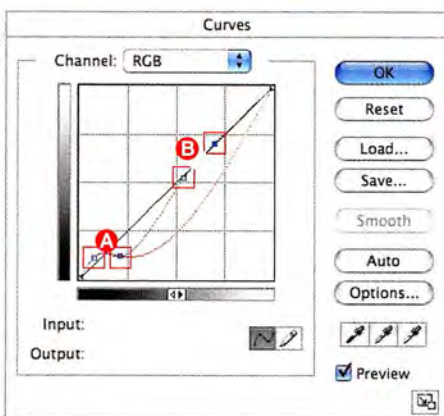 Curves
Channel: RGB
OK
Reset
Load...
Save...
Smooth
Auto
Options...
Preview
B
A
Input:
Output: